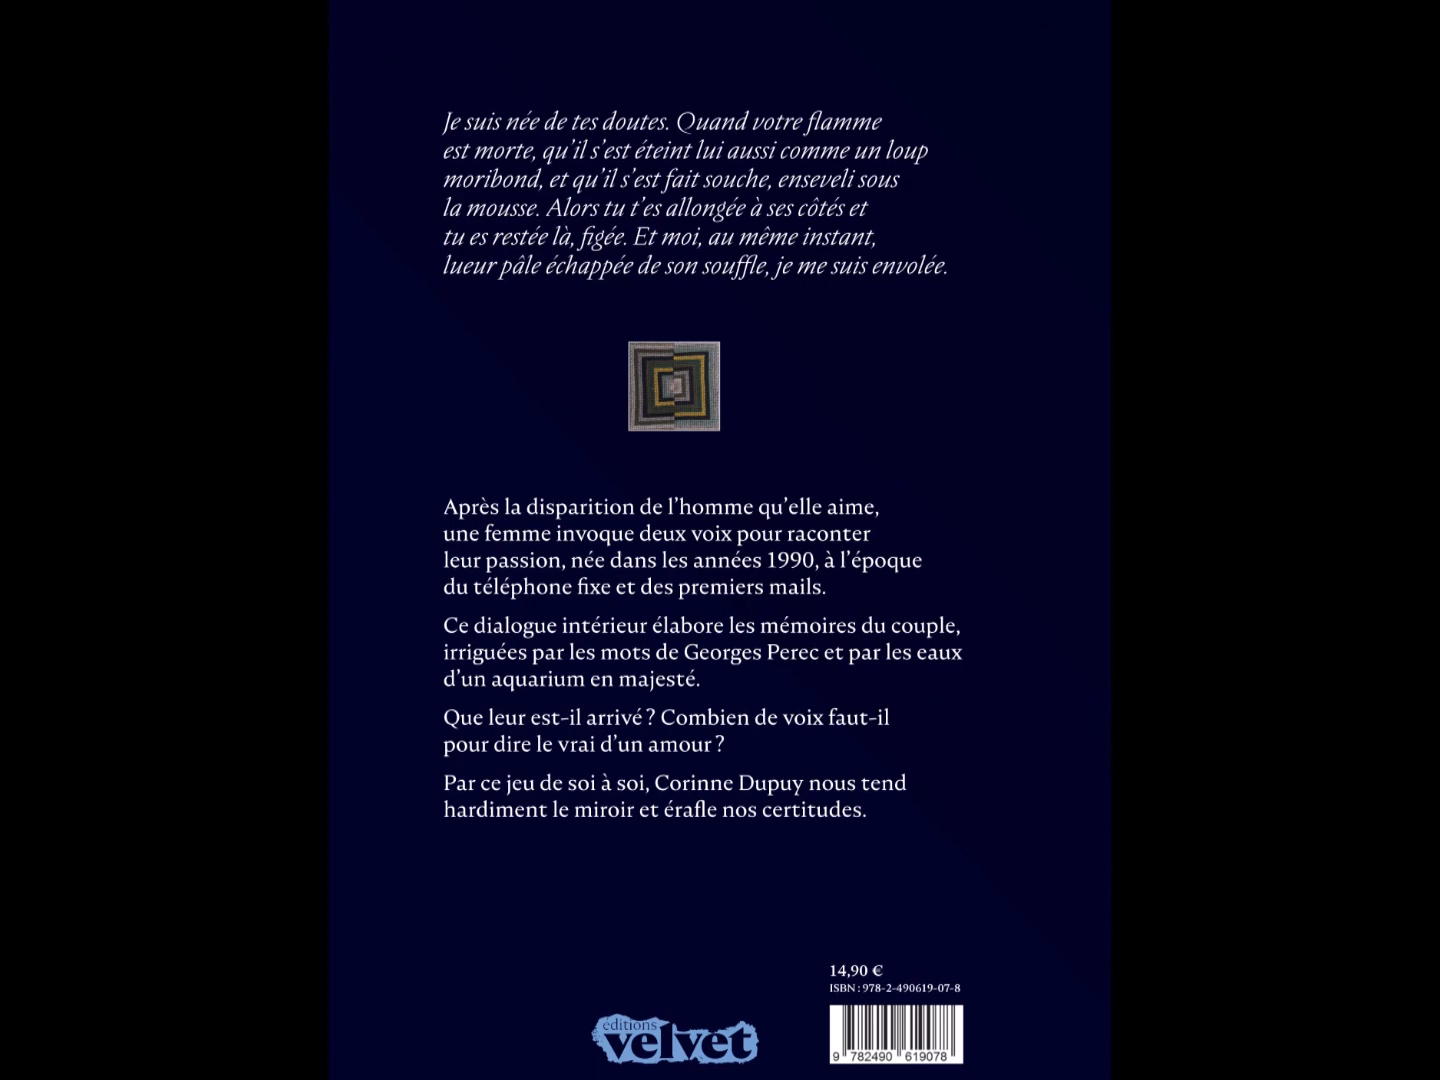 Je suis née de tes doutes. Quand votre flamme
est morte, qu’il s’est éteint lui aussi comme un loup
moribond, et qu’il s’est fait souche, enseveli sous
la mousse. Alors tu t’es allongée à ses côtés et
tu es restée là, figée. Et moi, au même instant,
lueur pâle échappée de son souffle, je me suis envolée.
Après la disparition de l’homme qu’elle aime,
une femme invoque deux voix pour raconter
leur passion, née dans les années 1990, à l’époque
du téléphone fixe et des premiers mails.
Ce dialogue intérieur élabore les mémoires du couple,
irriguées par les mots de Georges Perec et par les eaux
d’un aquarium en majesté.
Que leur est-il arrivé ? Combien de voix faut-il
pour dire le vrai d’un amour ?
Par ce jeu de soi à soi, Corinne Dupuy nous tend
hardiment le miroir et érafle nos certitudes.
14,90 €
ISBN : 978-2-490619-07-8
éditions
velvet
9 782490 619078